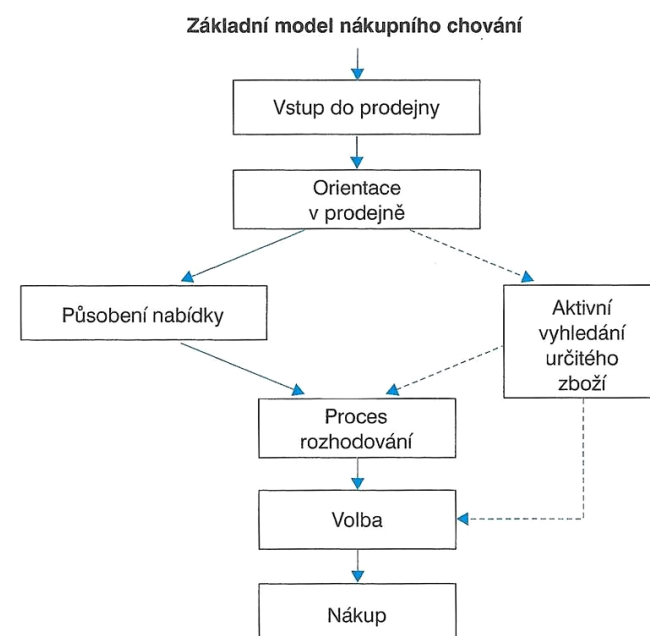 Základní model nákupního chování
Vstup do prodejny
Orientace
v prodejně
Působení nabídky
Aktivní
vyhledání
určitého
zboží
Proces
rozhodování
Volba
Nákup